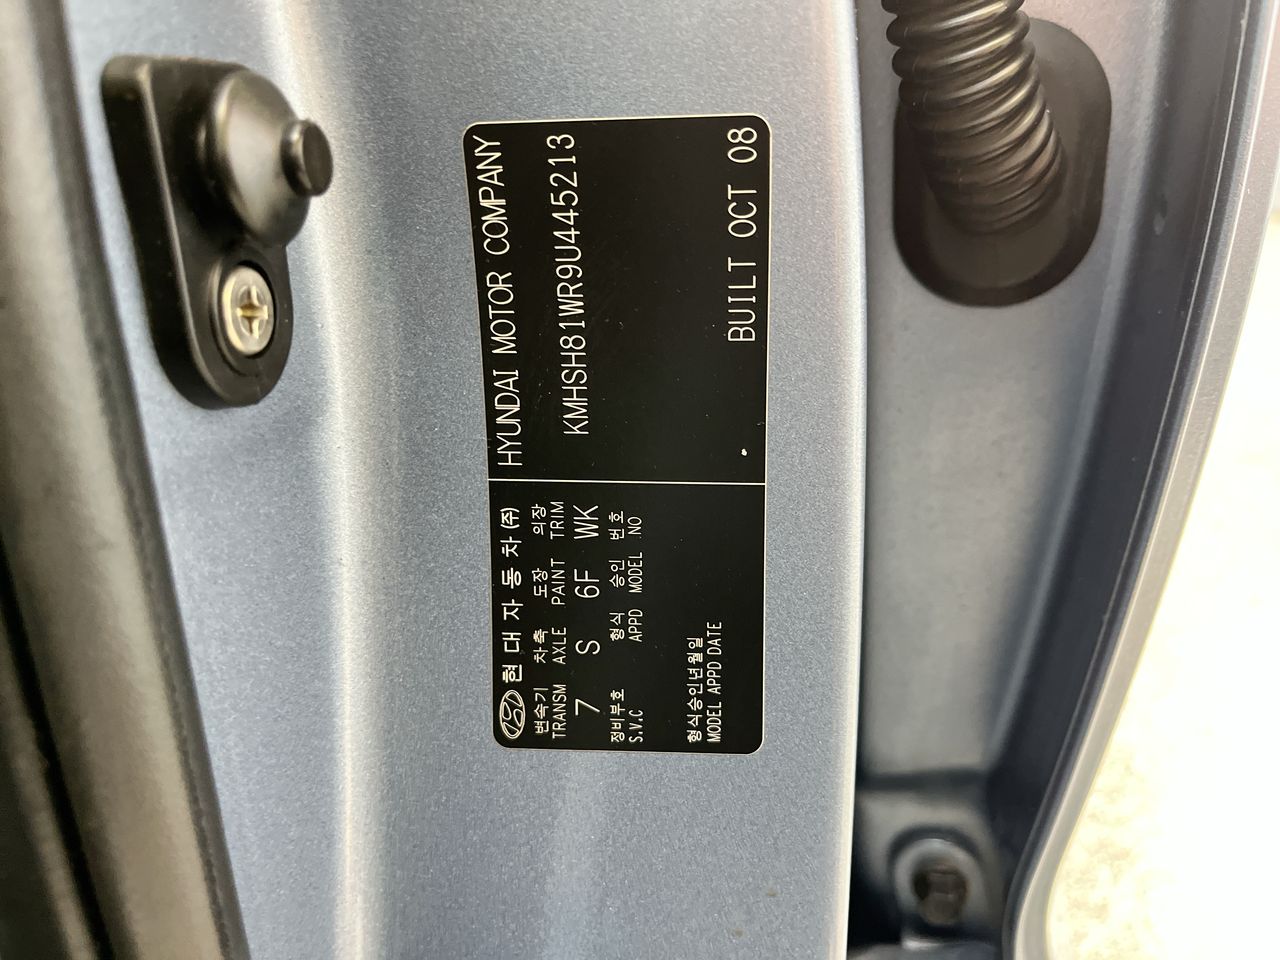 현대자동차(주)
변속기 차축 도장 의장
TRANSM AXLE PAINT TRIM
7 S 6F WK
정비부호 형식 승인 번호
S.V.C APPD MODEL NO
형식승인년월일
MODEL APPD DATE
HYUNDAI MOTOR COMPANY
KMHSH81WR9U445213
BUILT OCT 08